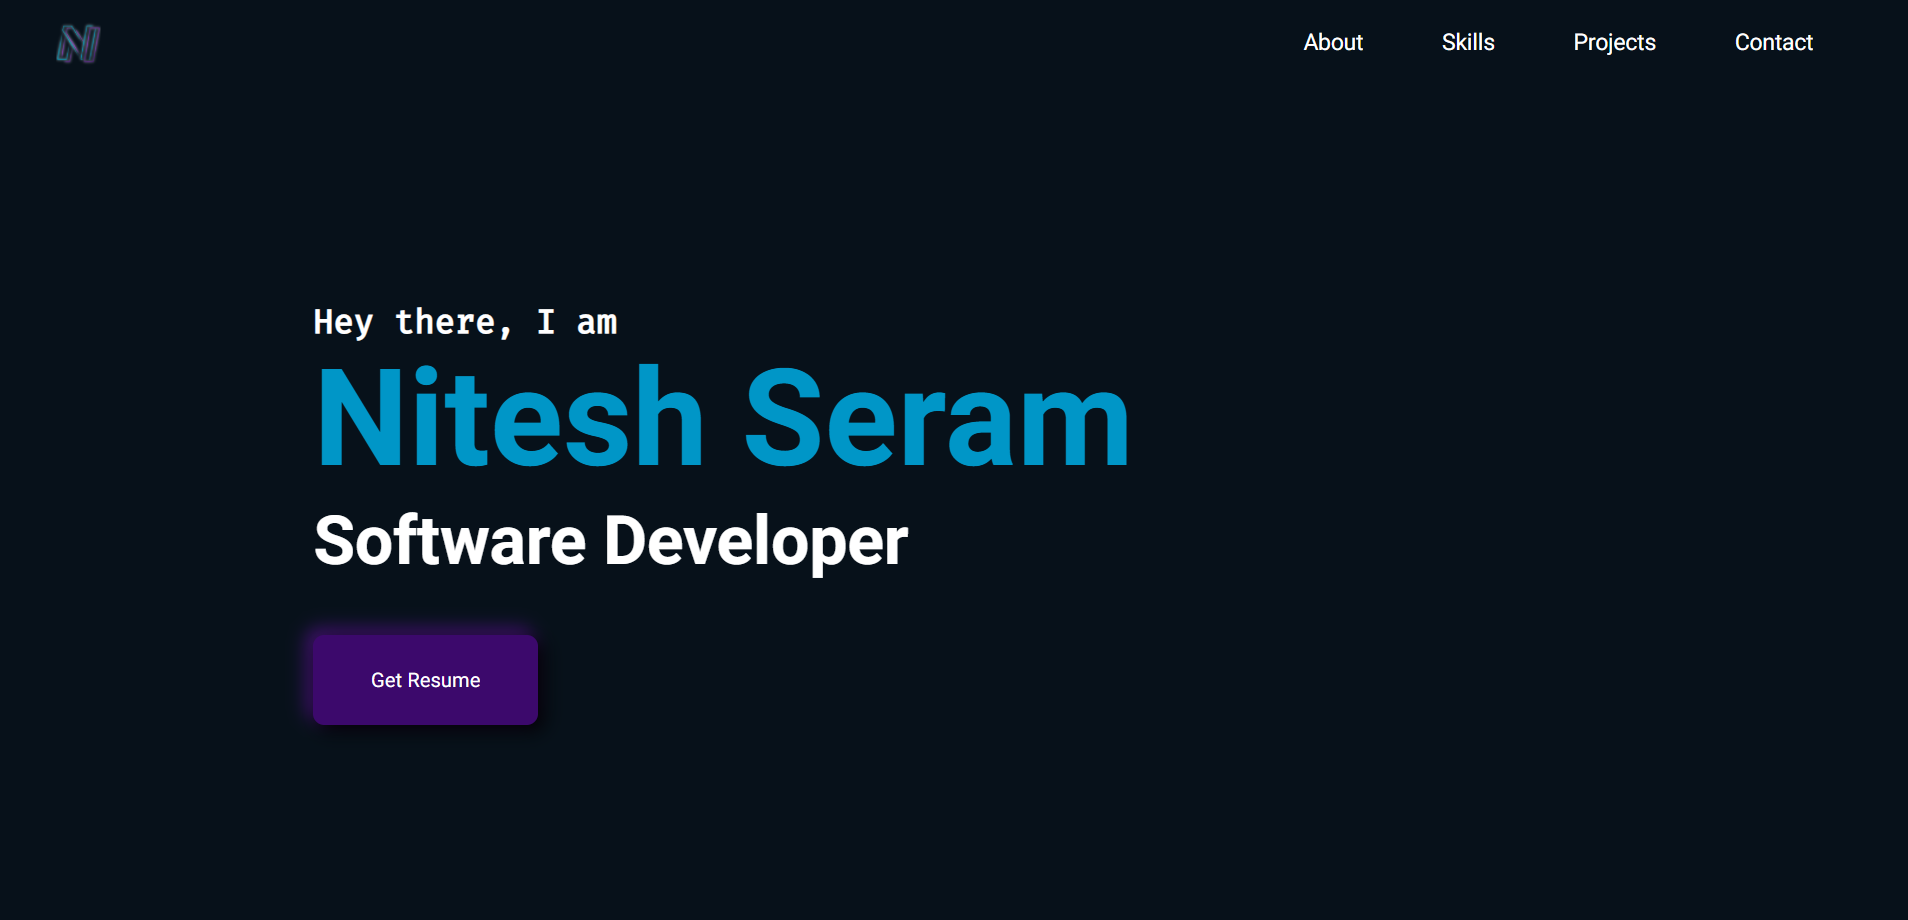 N
About Skills Projects Contact
Hey there, I am
Nitesh Seram
Software Developer
Get Resume